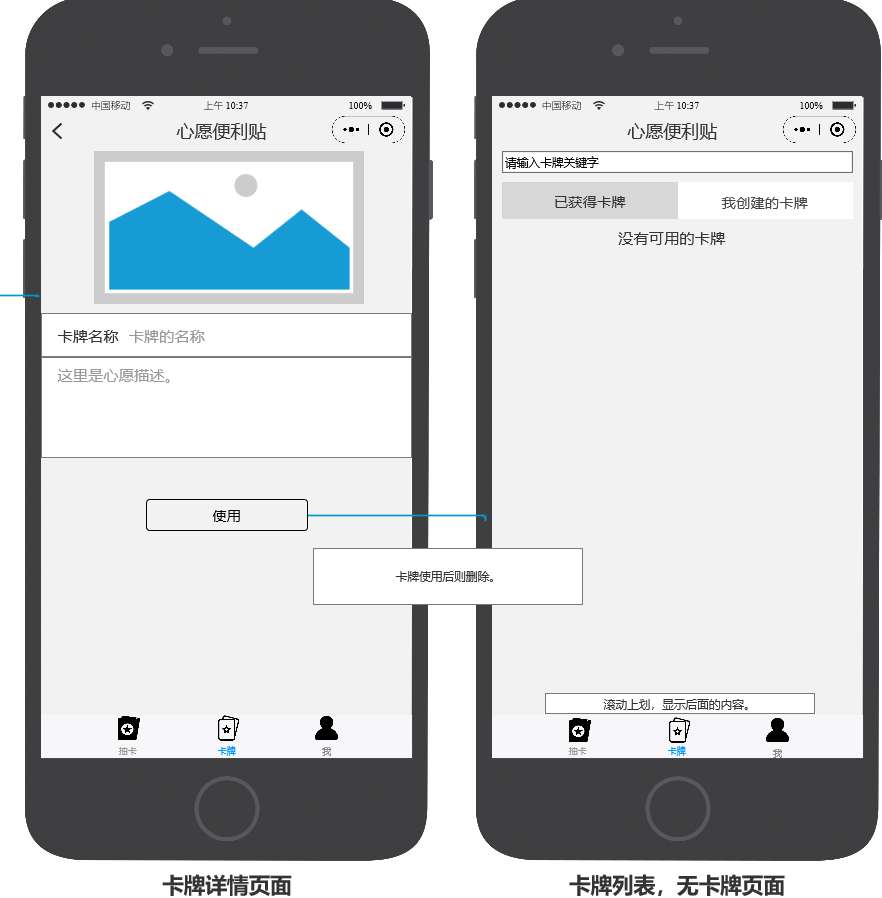 中国移动
上午 10:37
100%
心愿便利贴
卡牌名称 卡牌的名称
这里是心愿描述。
使用
卡牌使用后则删除。
抽卡
卡牌
我
卡牌详情页面
中国移动
上午 10:37
100%
心愿便利贴
请输入卡牌关键字
已获得卡牌
我创建的卡牌
没有可用的卡牌
滚动上划，显示后面的内容。
抽卡
卡牌
我
卡牌列表，无卡牌页面